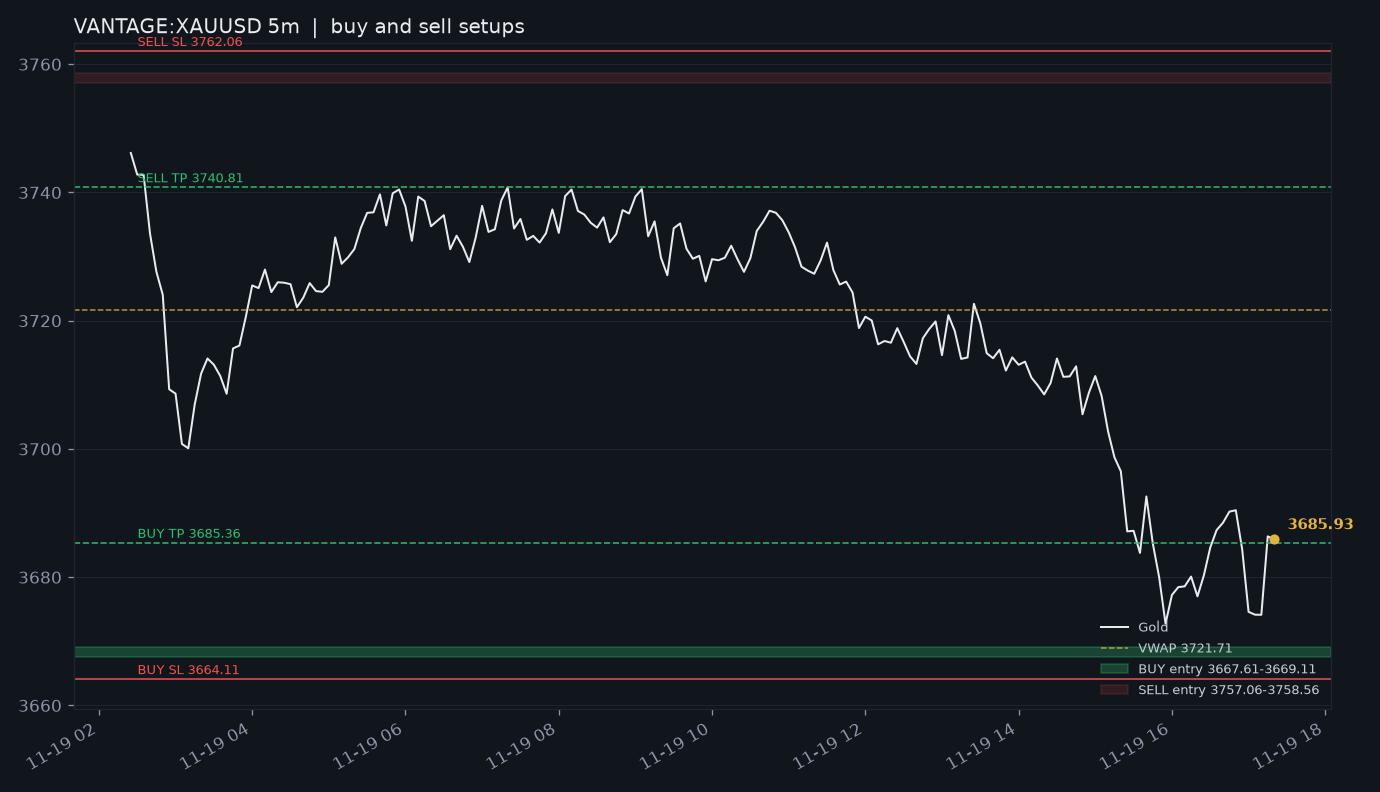 VANTAGE:XAUUSD 5m | buy and sell setups
SELL SL 3762.06
3760
SELL TP 3740.81
3740
3720
3700
BUY TP 3685.36
3685.93
3680
Gold
VWAP 3721.71
BUY SL 3664.11
BUY entry 3667.61-3669.11
SELL entry 3757.06-3758.56
3660
11-19 02
11-19 04
11-19 06
11-19 08
11-19 10
11-19 12
11-19 14
11-19 16
11-19 18